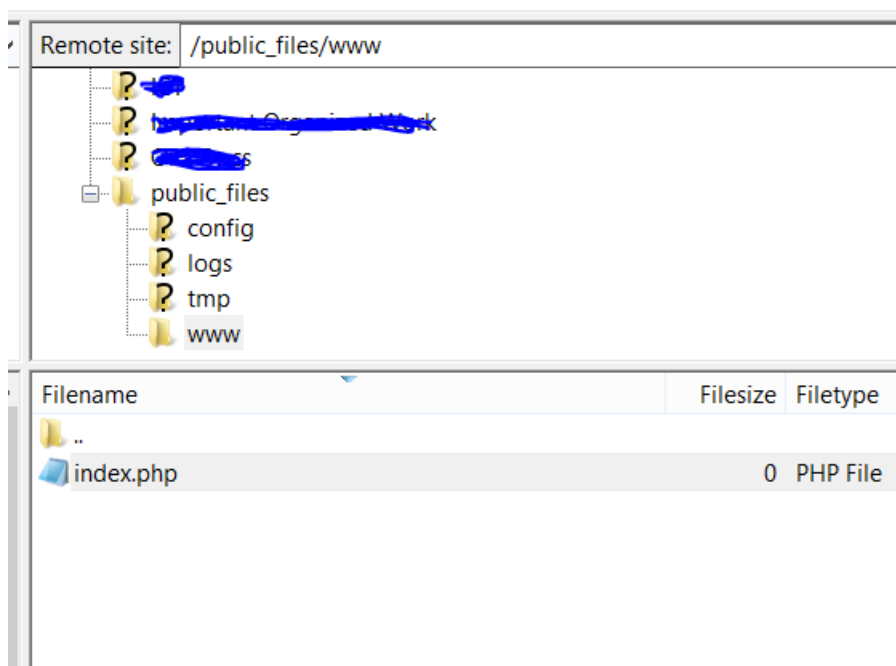 Remote site: /public_files/www
public_files
config
logs
tmp
www
Filename Filesize Filetype
..
index.php 0 PHP File